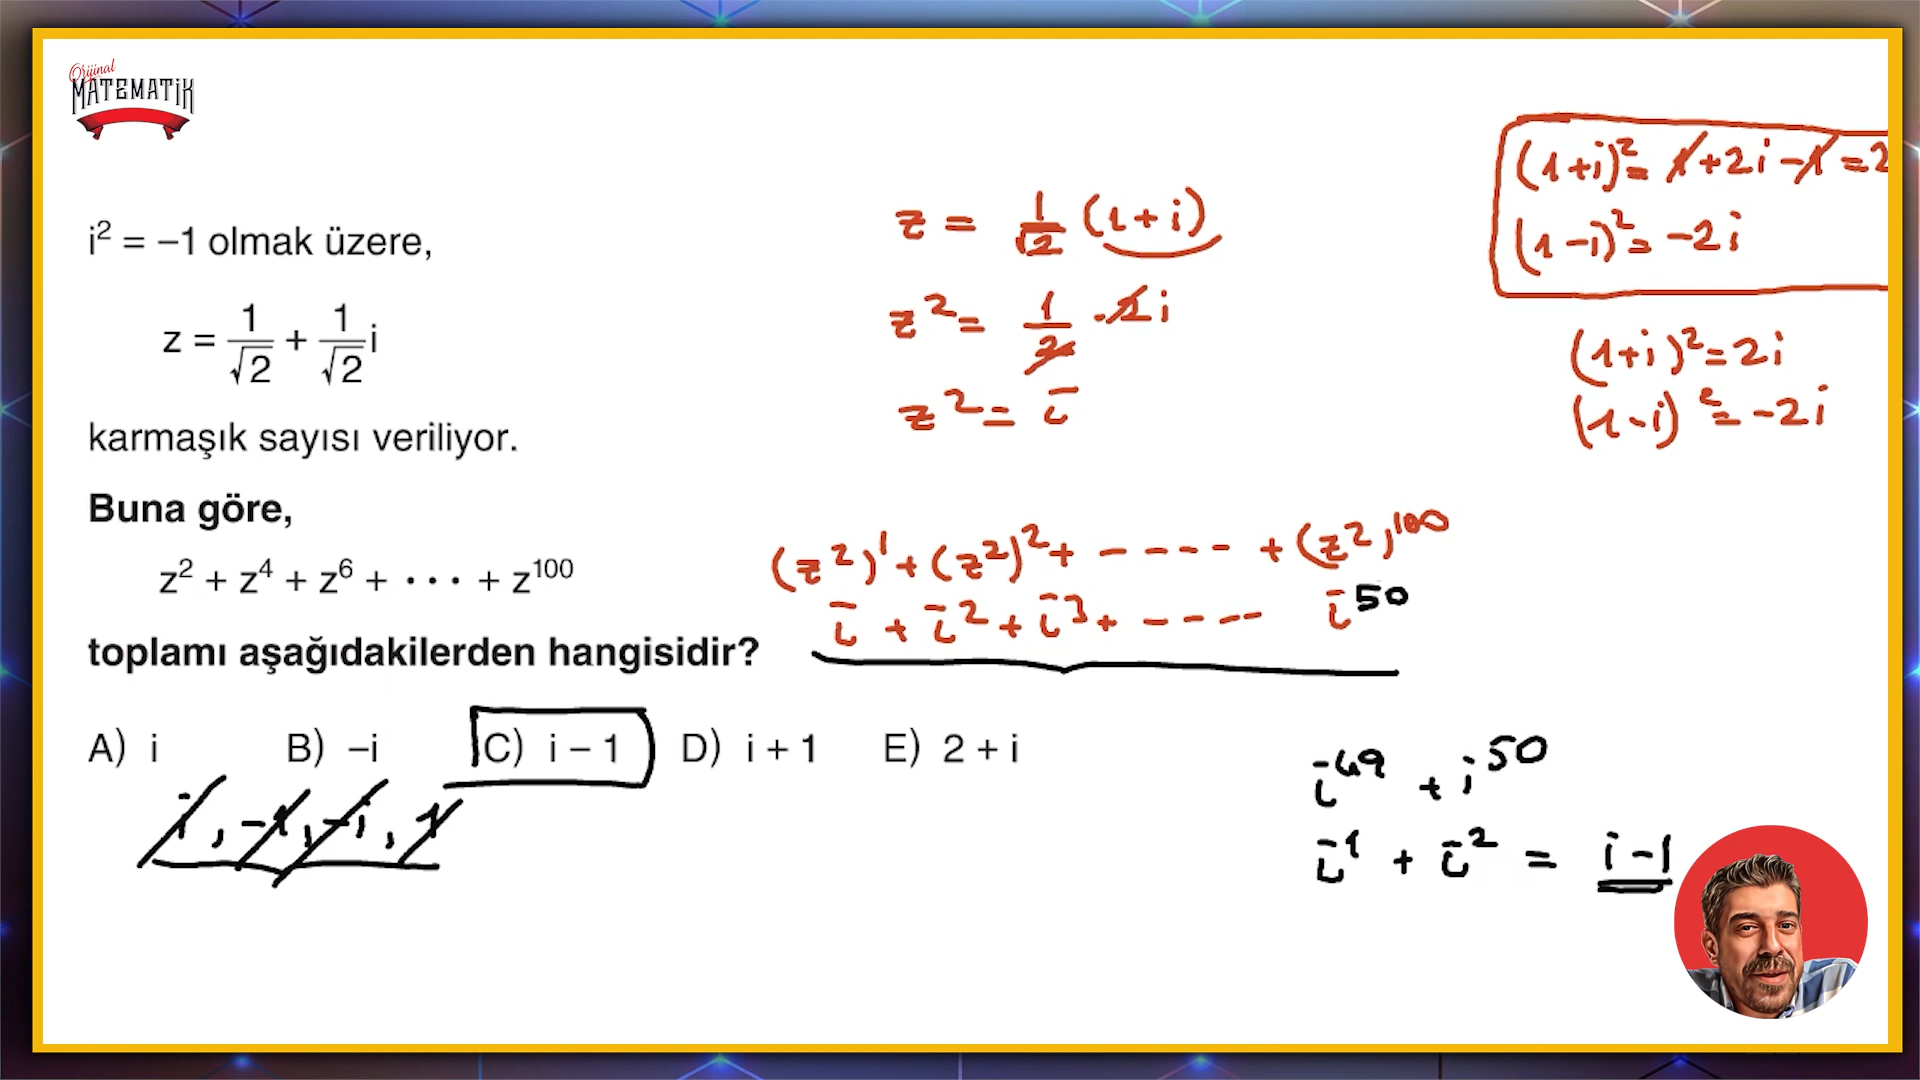 Orijinal
MATEMATİK
i² = –1 olmak üzere,
z = 1/√2 + 1/√2 i
karmaşık sayısı veriliyor.
Buna göre,
z² + z⁴ + z⁶ + ··· + z¹⁰⁰
toplamı aşağıdakilerden hangisidir?
A) i B) –i C) i – 1 D) i + 1 E) 2 + i
i, -1, -i, 1
z = 1/√2 (1+i)
z² = 1/2 · 2i
z² = i
(1+i)² = 1+2i-1 = 2
(1-i)² = -2i
(1+i)² = 2i
(1-i)² = -2i
(z²)¹ + (z²)² + ---- + (z²)¹⁰⁰
i + i² + i³ + ---- i⁵⁰
i⁴⁹ + i⁵⁰
i¹ + i² = i-1